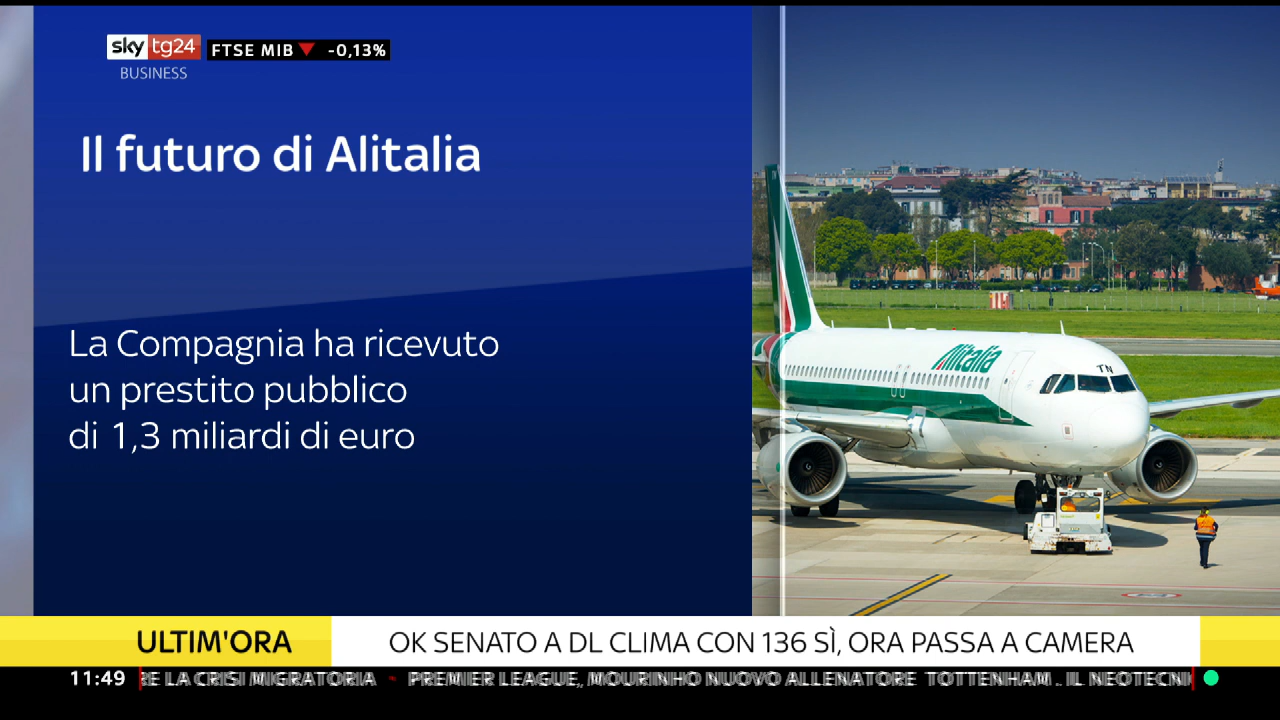 sky tg24 FTSE MIB -0,13%
BUSINESS
Il futuro di Alitalia
La Compagnia ha ricevuto
un prestito pubblico
di 1,3 miliardi di euro
Alitalia
TN
ULTIM'ORA OK SENATO A DL CLIMA CON 136 SÌ, ORA PASSA A CAMERA
11:49 LA CRISI MIGRATORIA - PREMIER LEAGUE, MOURINHO NUOVO ALLENATORE TOTTENHAM. IL